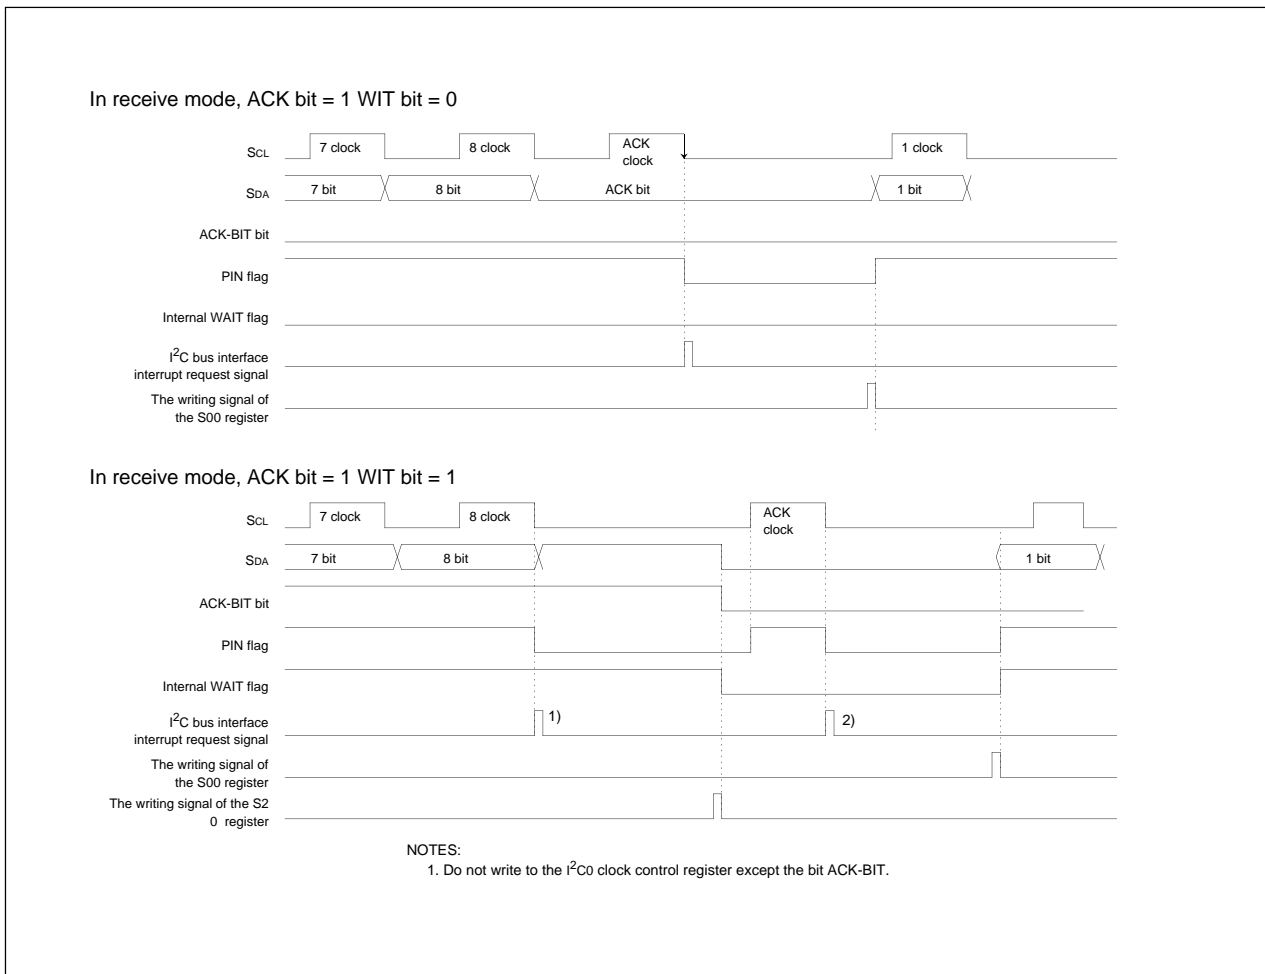 In receive mode, ACK bit = 1 WIT bit = 0
SCL
7 clock
8 clock
ACK
clock
1 clock
SDA
7 bit
8 bit
ACK bit
1 bit
ACK-BIT bit
PIN flag
Internal WAIT flag
I2C bus interface
interrupt request signal
The writing signal of
the S00 register
In receive mode, ACK bit = 1 WIT bit = 1
SCL
7 clock
8 clock
ACK
clock
SDA
7 bit
8 bit
1 bit
ACK-BIT bit
PIN flag
Internal WAIT flag
I2C bus interface
interrupt request signal
1)
2)
The writing signal of
the S00 register
The writing signal of the S2
0 register
NOTES:
1. Do not write to the I2C0 clock control register except the bit ACK-BIT.